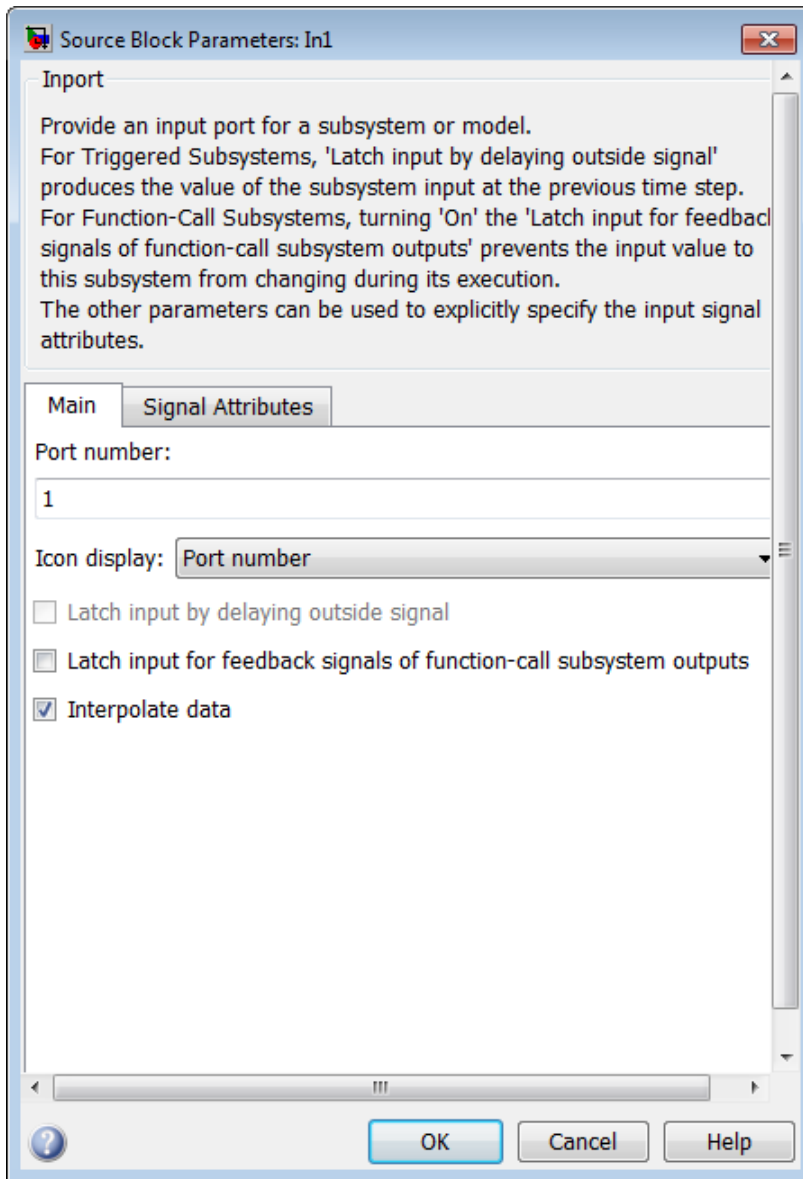 Source Block Parameters: In1
Inport
Provide an input port for a subsystem or model.
For Triggered Subsystems, 'Latch input by delaying outside signal'
produces the value of the subsystem input at the previous time step.
For Function-Call Subsystems, turning 'On' the 'Latch input for feedback
signals of function-call subsystem outputs' prevents the input value to
this subsystem from changing during its execution.
The other parameters can be used to explicitly specify the input signal
attributes.
Main
Signal Attributes
Port number:
1
Icon display: Port number
Latch input by delaying outside signal
Latch input for feedback signals of function-call subsystem outputs
Interpolate data
OK
Cancel
Help